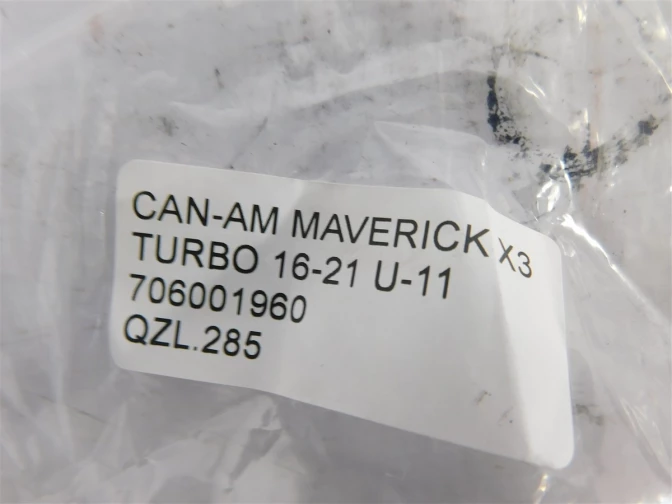 CAN-AM MAVERICK X3
TURBO 16-21 U-11
706001960
QZL.285